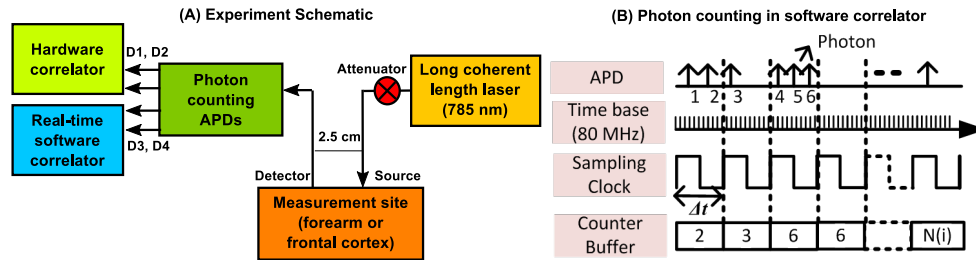 (A) Experiment Schematic
Hardware
correlator
D1, D2
Photon
counting
APDs
Attenuator
Long coherent
length laser
(785 nm)
Real-time
software
correlator
D3, D4
2.5 cm
Detector
Source
Measurement site
(forearm or
frontal cortex)
(B) Photon counting in software correlator
Photon
APD
1 2 3 4 5 6
Time base
(80 MHz)
Sampling
Clock
Δt
Counter
Buffer
2 3 6 6 N(i)